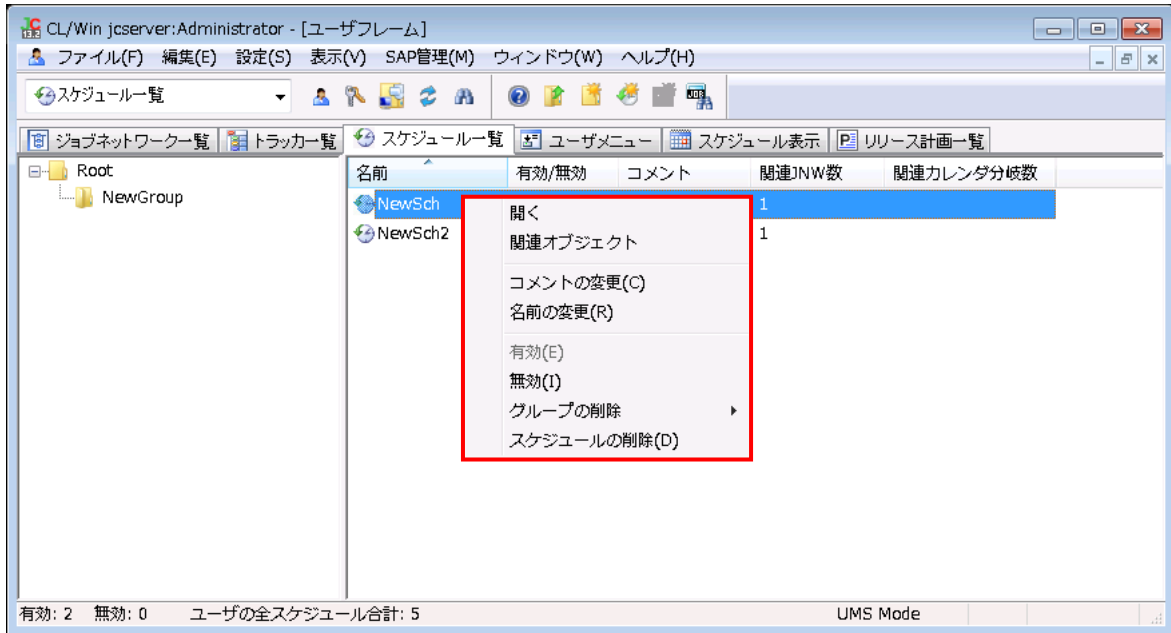 CL/Win jcserver:Administrator - [ユーザフレーム]
ファイル(F) 編集(E) 設定(S) 表示(V) SAP管理(M) ウィンドウ(W) ヘルプ(H)
スケジュール一覧
ジョブネットワーク一覧 トラッカ一覧 スケジュール一覧 ユーザメニュー スケジュール表示 リリース計画一覧
Root
NewGroup
名前 有効/無効 コメント 関連JNW数 関連カレンダ分岐数
NewSch 1
NewSch2 1
開く
関連オブジェクト
コメントの変更(C)
名前の変更(R)
有効(E)
無効(I)
グループの削除
スケジュールの削除(D)
有効: 2 無効: 0 ユーザの全スケジュール合計: 5 UMS Mode